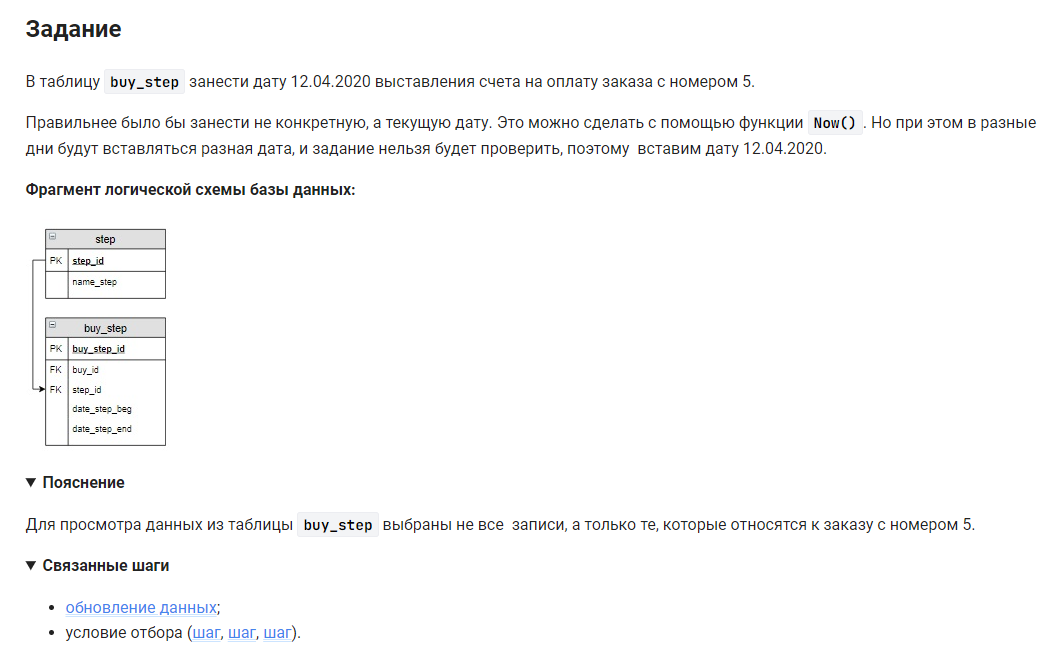 Задание
В таблицу buy_step занести дату 12.04.2020 выставления счета на оплату заказа с номером 5.
Правильнее было бы занести не конкретную, а текущую дату. Это можно сделать с помощью функции Now() . Но при этом в разные
дни будут вставляться разная дата, и задание нельзя будет проверить, поэтому вставим дату 12.04.2020.
Фрагмент логической схемы базы данных:
step
PK step_id
name_step
buy_step
PK buy_step_id
FK buy_id
FK step_id
date_step_beg
date_step_end
▼ Пояснение
Для просмотра данных из таблицы buy_step выбраны не все записи, а только те, которые относятся к заказу с номером 5.
▼ Связанные шаги
• обновление данных;
• условие отбора (шаг, шаг, шаг).